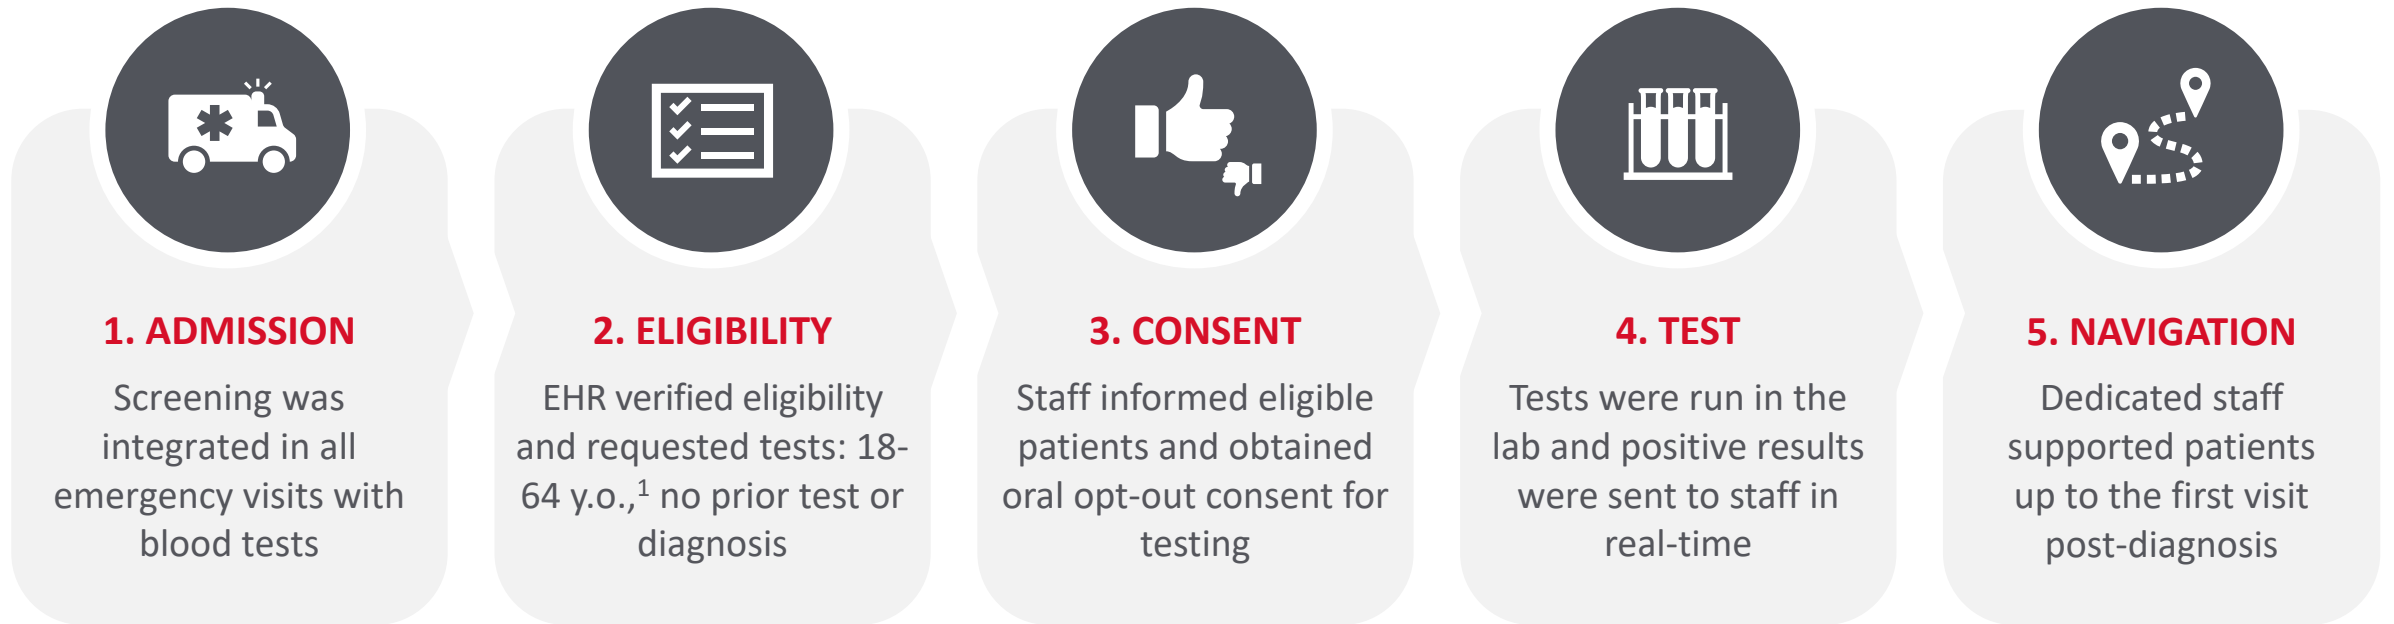 1. ADMISSION
Screening was
integrated in all
emergency visits with
blood tests
2. ELIGIBILITY
EHR verified eligibility
and requested tests: 18-
64 y.o.,¹ no prior test or
diagnosis
3. CONSENT
Staff informed eligible
patients and obtained
oral opt-out consent for
testing
4. TEST
Tests were run in the
lab and positive results
were sent to staff in
real-time
5. NAVIGATION
Dedicated staff
supported patients
up to the first visit
post-diagnosis